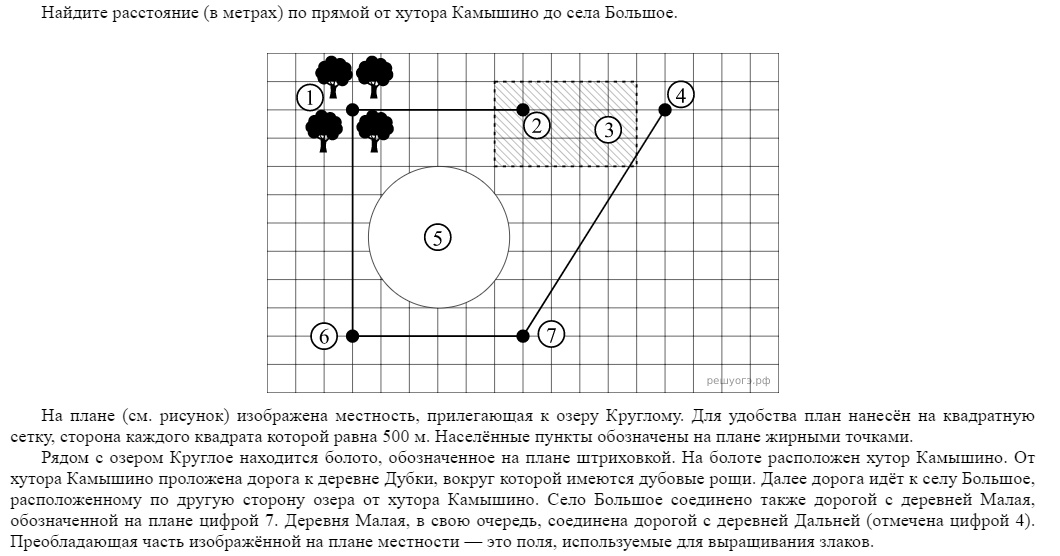 Найдите расстояние (в метрах) по прямой от хутора Камышино до села Большое.
1
2
3
4
5
6
7
решуогэ.рф
На плане (см. рисунок) изображена местность, прилегающая к озеру Круглому. Для удобства план нанесён на квадратную
сетку, сторона каждого квадрата которой равна 500 м. Населённые пункты обозначены на плане жирными точками.
Рядом с озером Круглое находится болото, обозначенное на плане штриховкой. На болоте расположен хутор Камышино. От
хутора Камышино проложена дорога к деревне Дубки, вокруг которой имеются дубовые рощи. Далее дорога идёт к селу Большое,
расположенному по другую сторону озера от хутора Камышино. Село Большое соединено также дорогой с деревней Малая,
обозначенной на плане цифрой 7. Деревня Малая, в свою очередь, соединена дорогой с деревней Дальней (отмечена цифрой 4).
Преобладающая часть изображённой на плане местности — это поля, используемые для выращивания злаков.